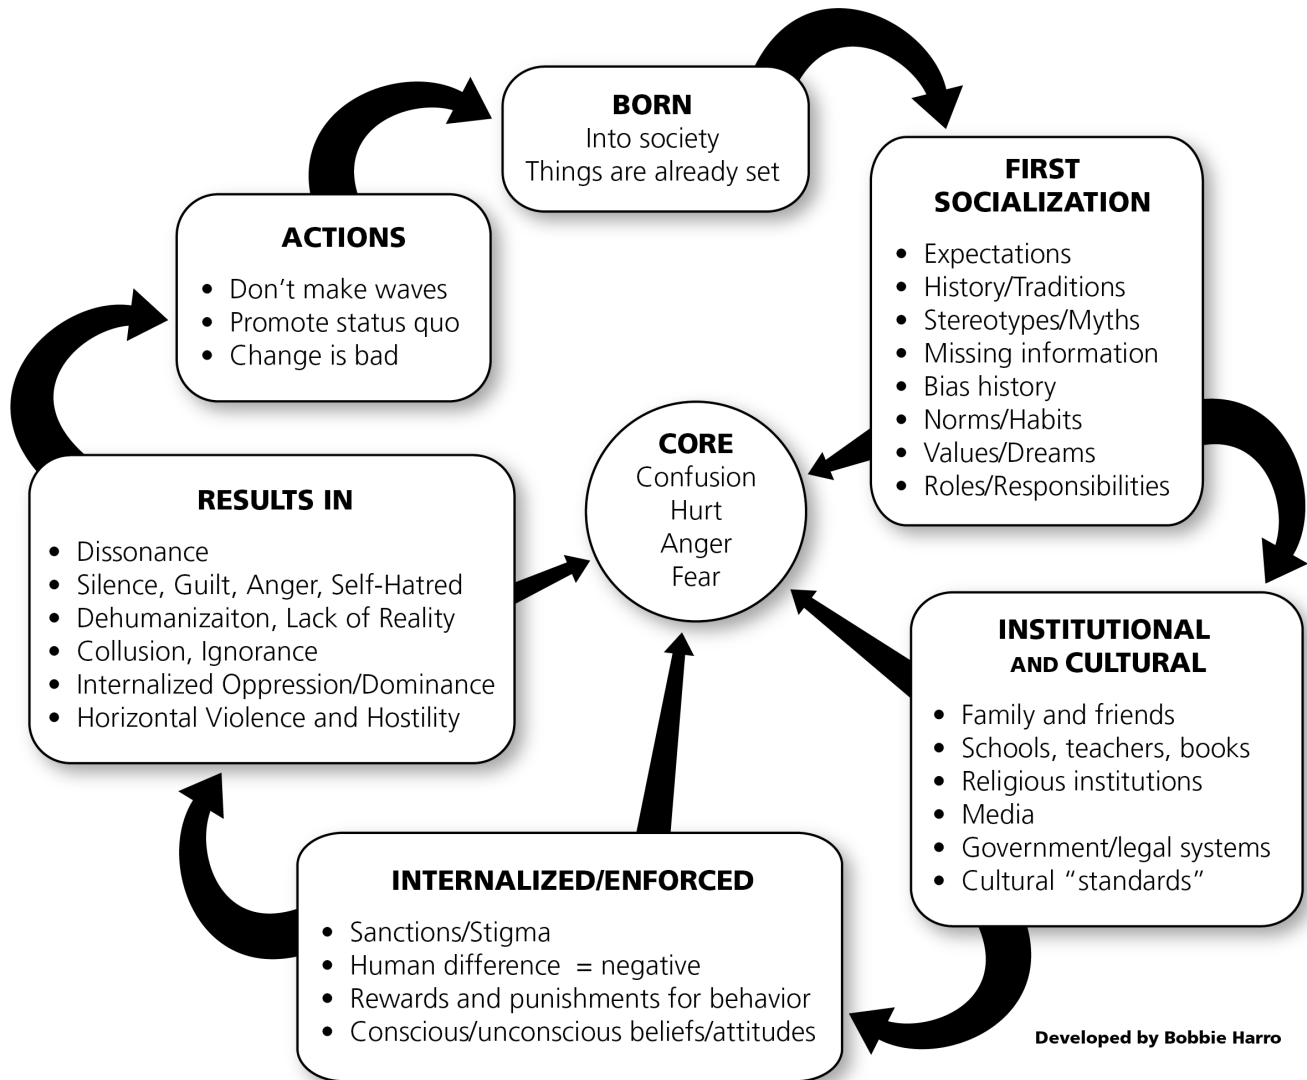 BORN
Into society
Things are already set
FIRST
SOCIALIZATION
• Expectations
• History/Traditions
• Stereotypes/Myths
• Missing information
• Bias history
• Norms/Habits
• Values/Dreams
• Roles/Responsibilities
INSTITUTIONAL
AND CULTURAL
• Family and friends
• Schools, teachers, books
• Religious institutions
• Media
• Government/legal systems
• Cultural “standards”
INTERNALIZED/ENFORCED
• Sanctions/Stigma
• Human difference = negative
• Rewards and punishments for behavior
• Conscious/unconscious beliefs/attitudes
RESULTS IN
• Dissonance
• Silence, Guilt, Anger, Self-Hatred
• Dehumanizaiton, Lack of Reality
• Collusion, Ignorance
• Internalized Oppression/Dominance
• Horizontal Violence and Hostility
ACTIONS
• Don’t make waves
• Promote status quo
• Change is bad
CORE
Confusion
Hurt
Anger
Fear
Developed by Bobbie Harro